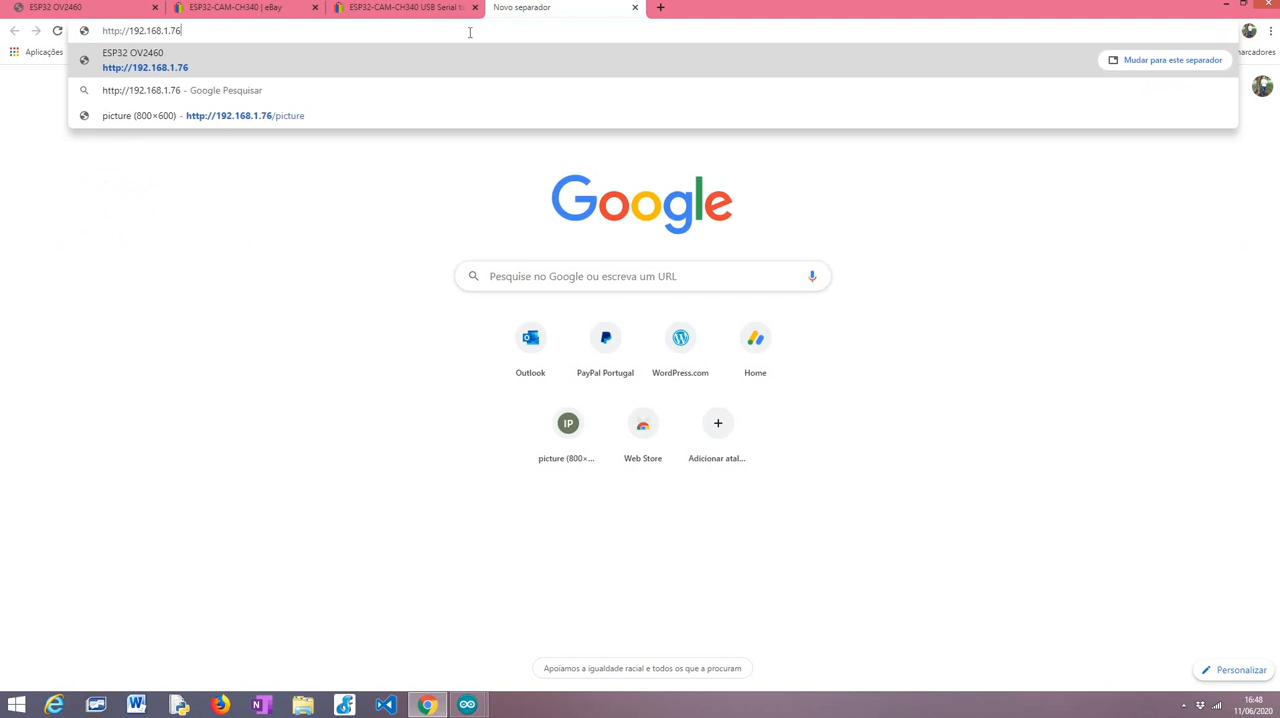 ESP32 OV2460
ESP32-CAM-CH340 | eBay
ESP32-CAM-CH340 USB Serial to
Novo separador
http://192.168.1.76
Aplicações
marcadores
ESP32 OV2460
http://192.168.1.76
Mudar para este separador
http://192.168.1.76 - Google Pesquisar
picture (800×600) - http://192.168.1.76/picture
Google
Pesquise no Google ou escreva um URL
Outlook
PayPal Portugal
WordPress.com
Home
IP
picture (800×...
Web Store
Adicionar atal...
Apoiamos a igualdade racial e todos os que a procuram
Personalizar
16:48
11/06/2020